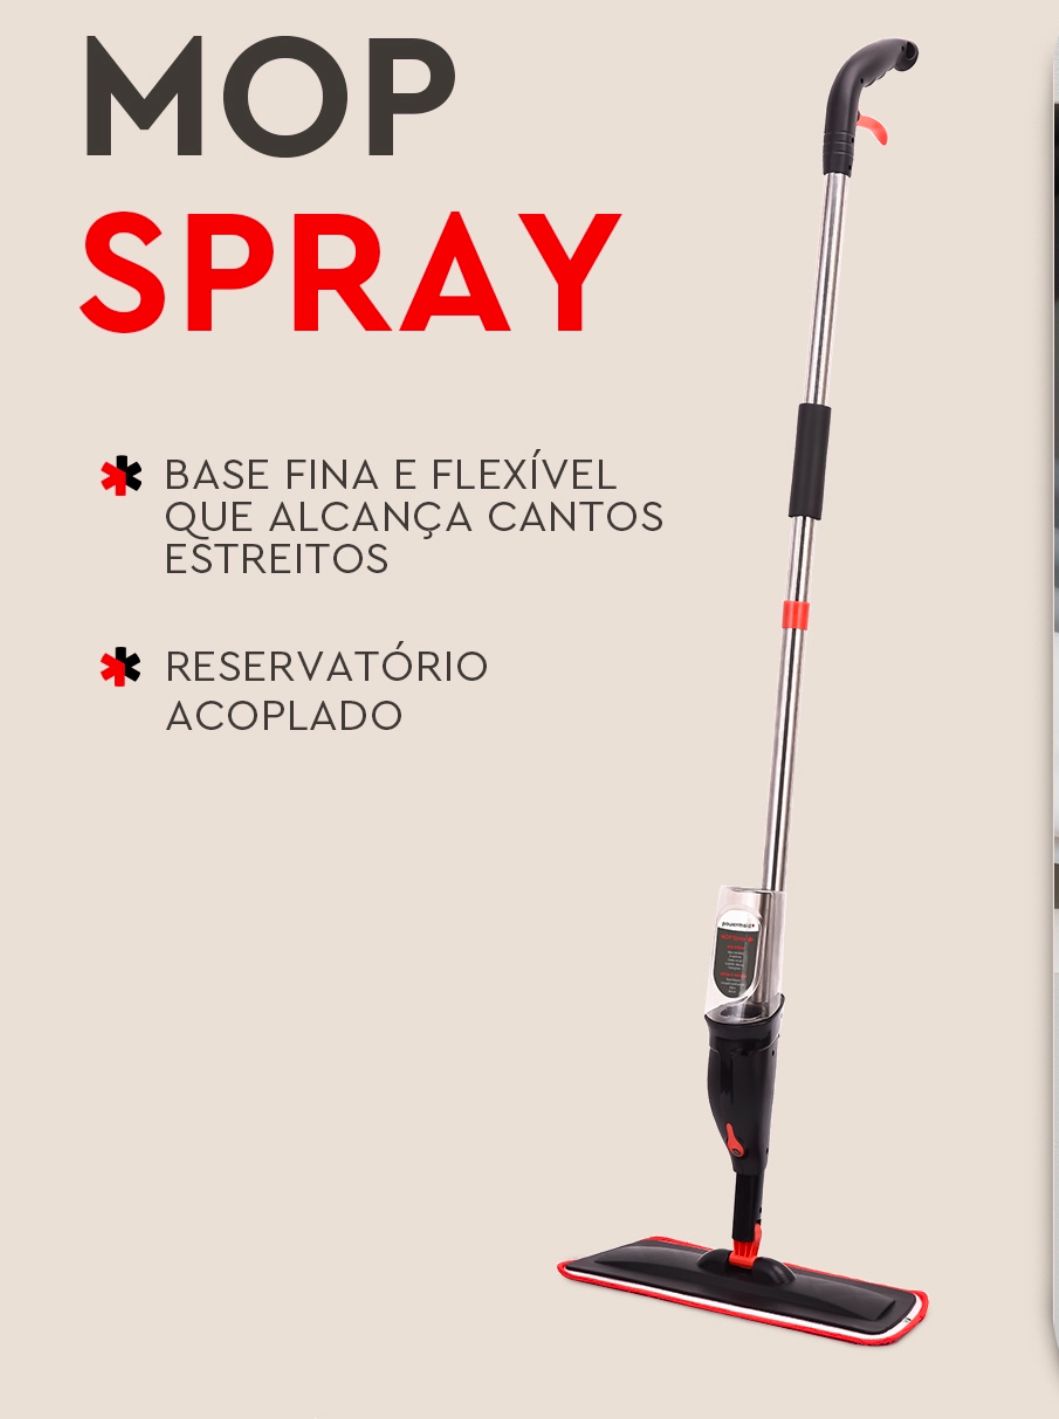 MOP
SPRAY
BASE FINA E FLEXÍVEL
QUE ALCANÇA CANTOS
ESTREITOS
RESERVATÓRIO
ACOPLADO